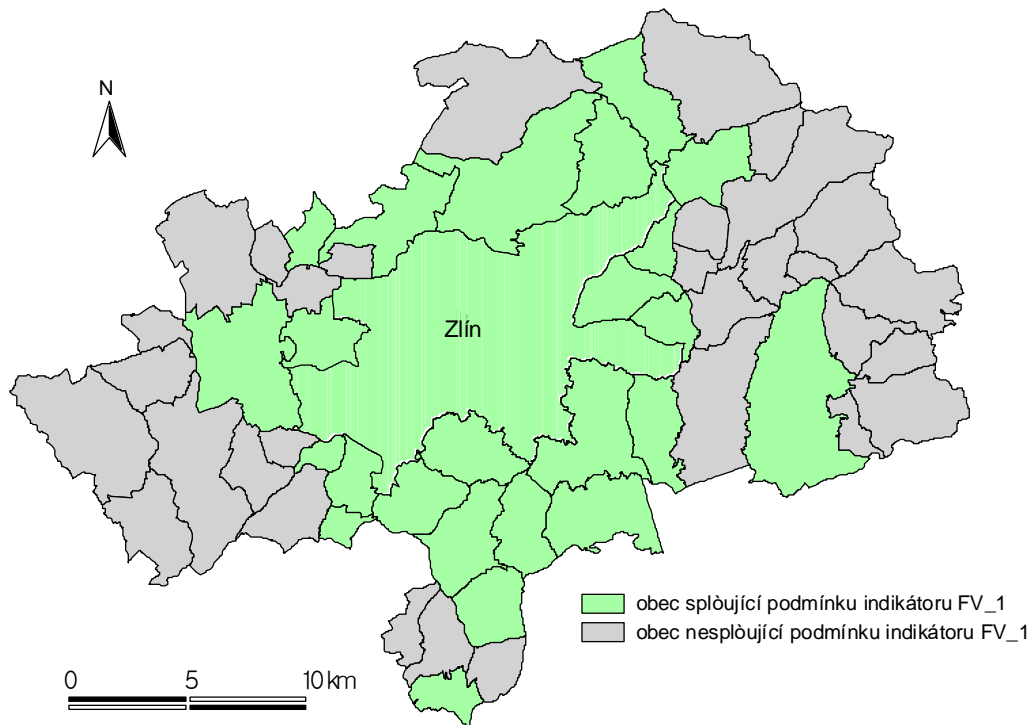 N
Zlín
obec splòující podmínku indikátoru FV_1
obec nesplòující podmínku indikátoru FV_1
0 5 10 km